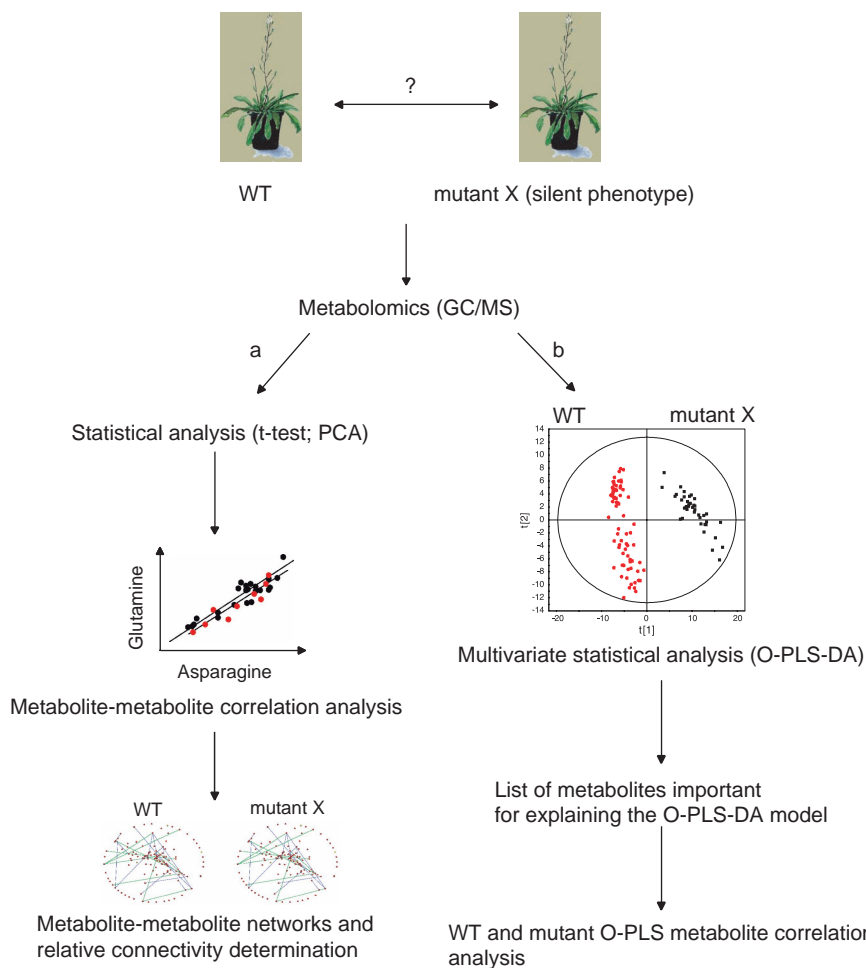 ?
WT
mutant X (silent phenotype)
Metabolomics (GC/MS)
a
b
Statistical analysis (t-test; PCA)
Glutamine
Asparagine
Metabolite-metabolite correlation analysis
WT
mutant X
Metabolite-metabolite networks and
relative connectivity determination
WT
mutant X
14
12
10
8
6
4
2
0
-2
-4
-6
-8
-10
-12
-14
t[2]
-20
-10
0
10
20
t[1]
Multivariate statistical analysis (O-PLS-DA)
List of metabolites important
for explaining the O-PLS-DA model
WT and mutant O-PLS metabolite correlation
analysis